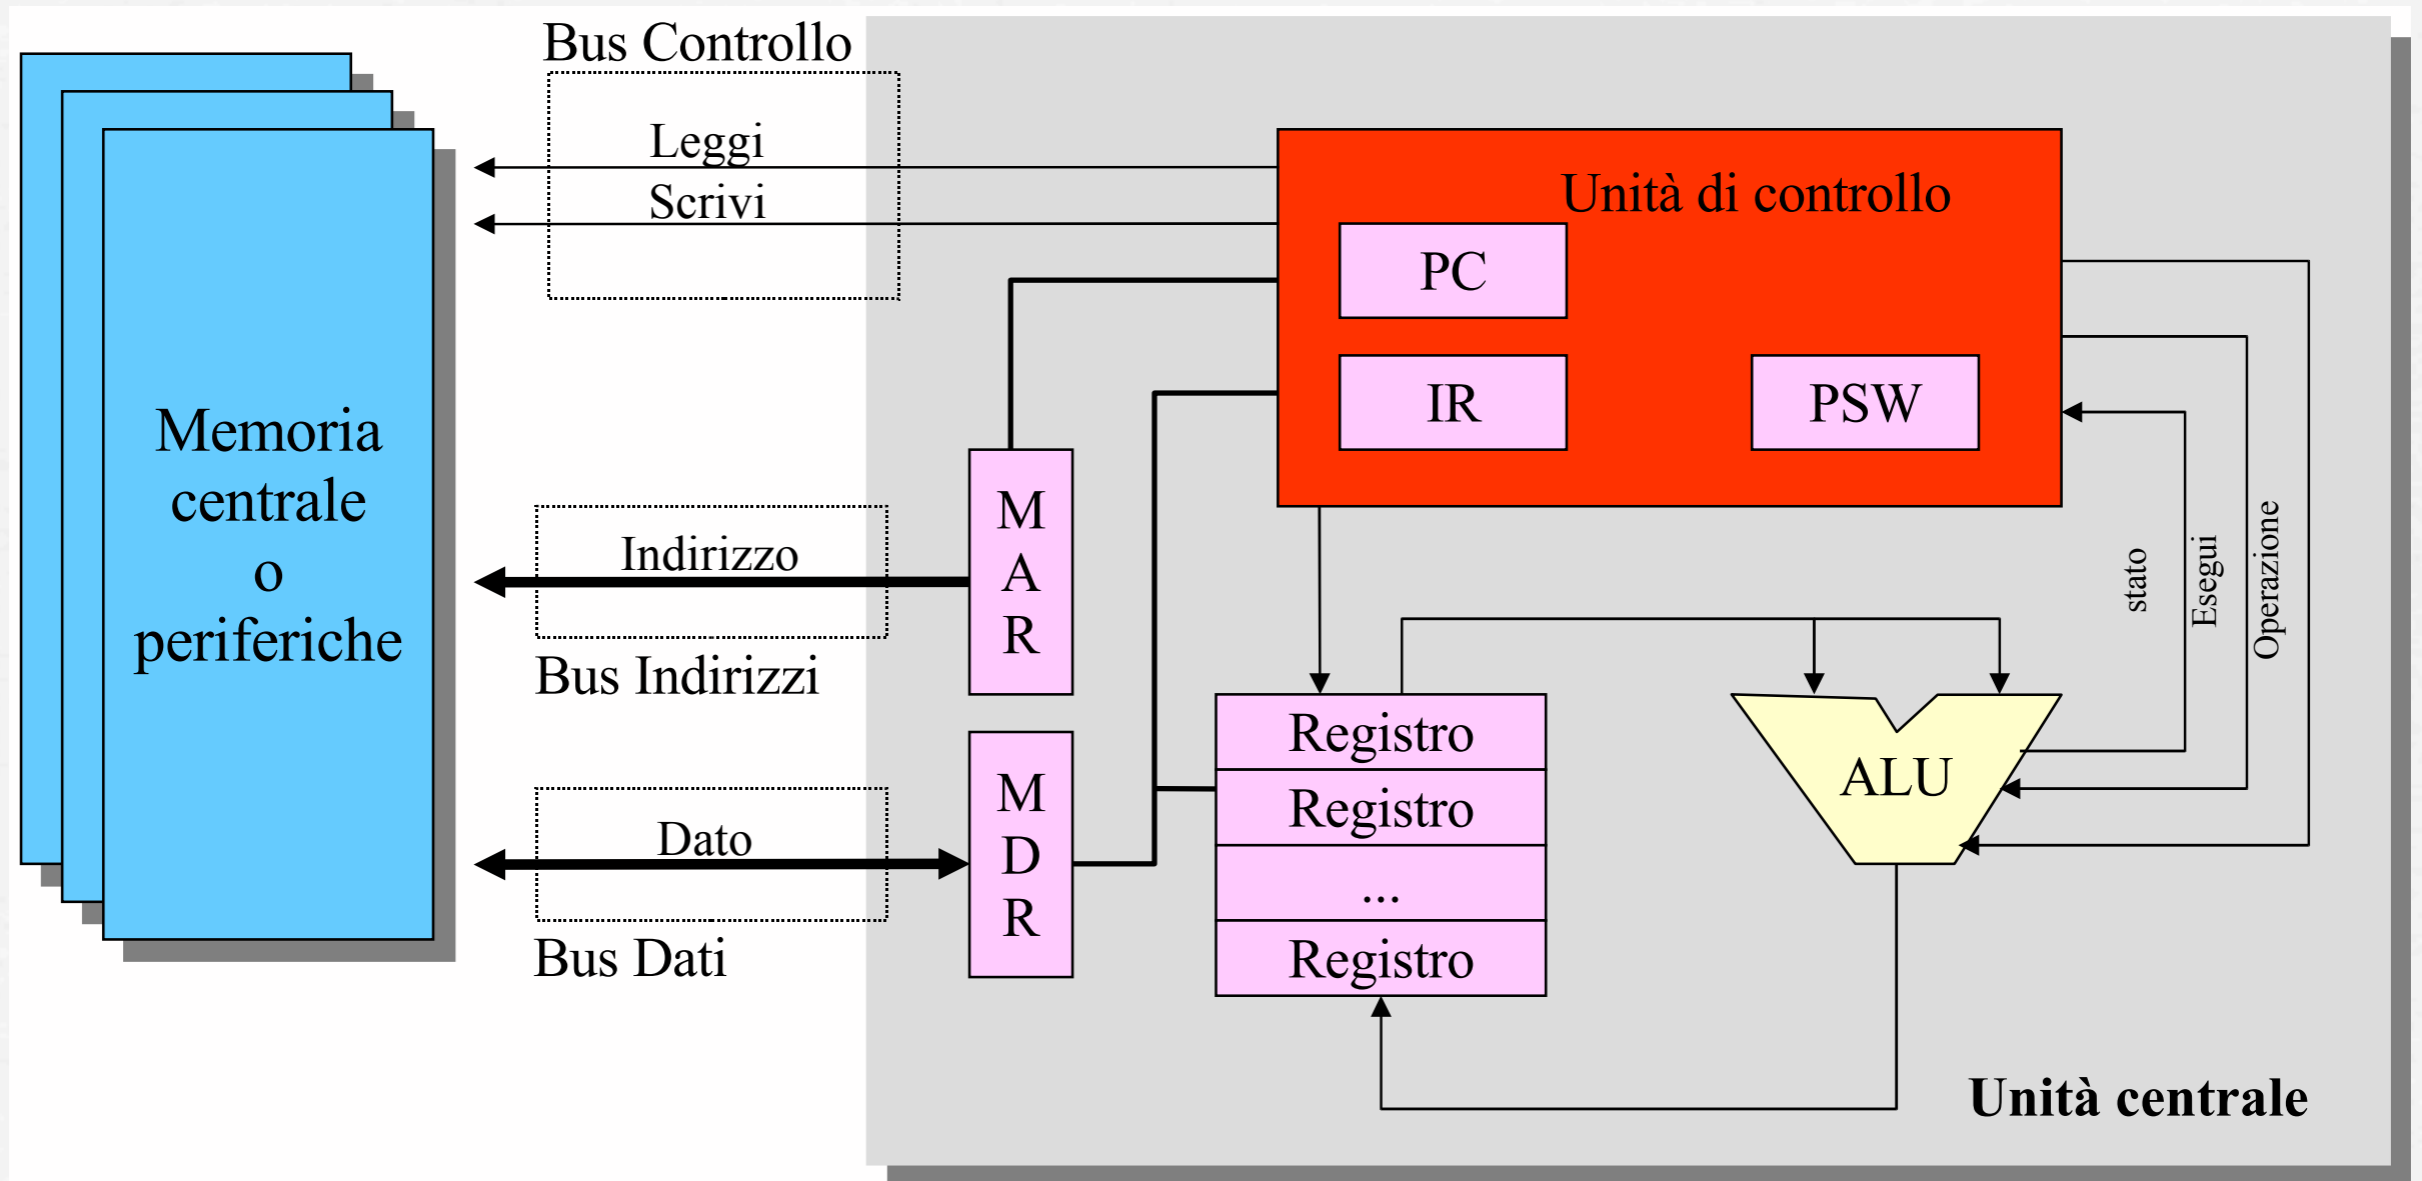 Bus Controllo
Leggi
Scrivi
Unità di controllo
PC
IR
PSW
Memoria
centrale
o
periferiche
Indirizzo
Bus Indirizzi
M
A
R
Dato
Bus Dati
M
D
R
Registro
Registro
...
Registro
ALU
stato
Esegui
Operazione
Unità centrale